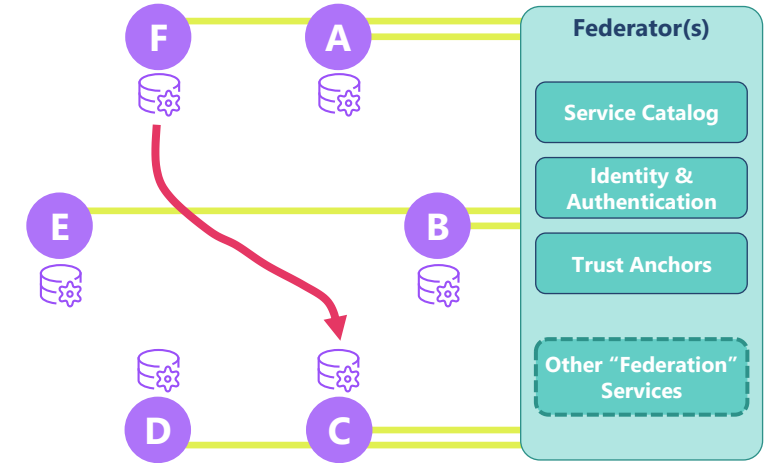 F
A
Federator(s)
Service Catalog
Identity &
Authentication
E
B
Trust Anchors
Other “Federation”
Services
D
C